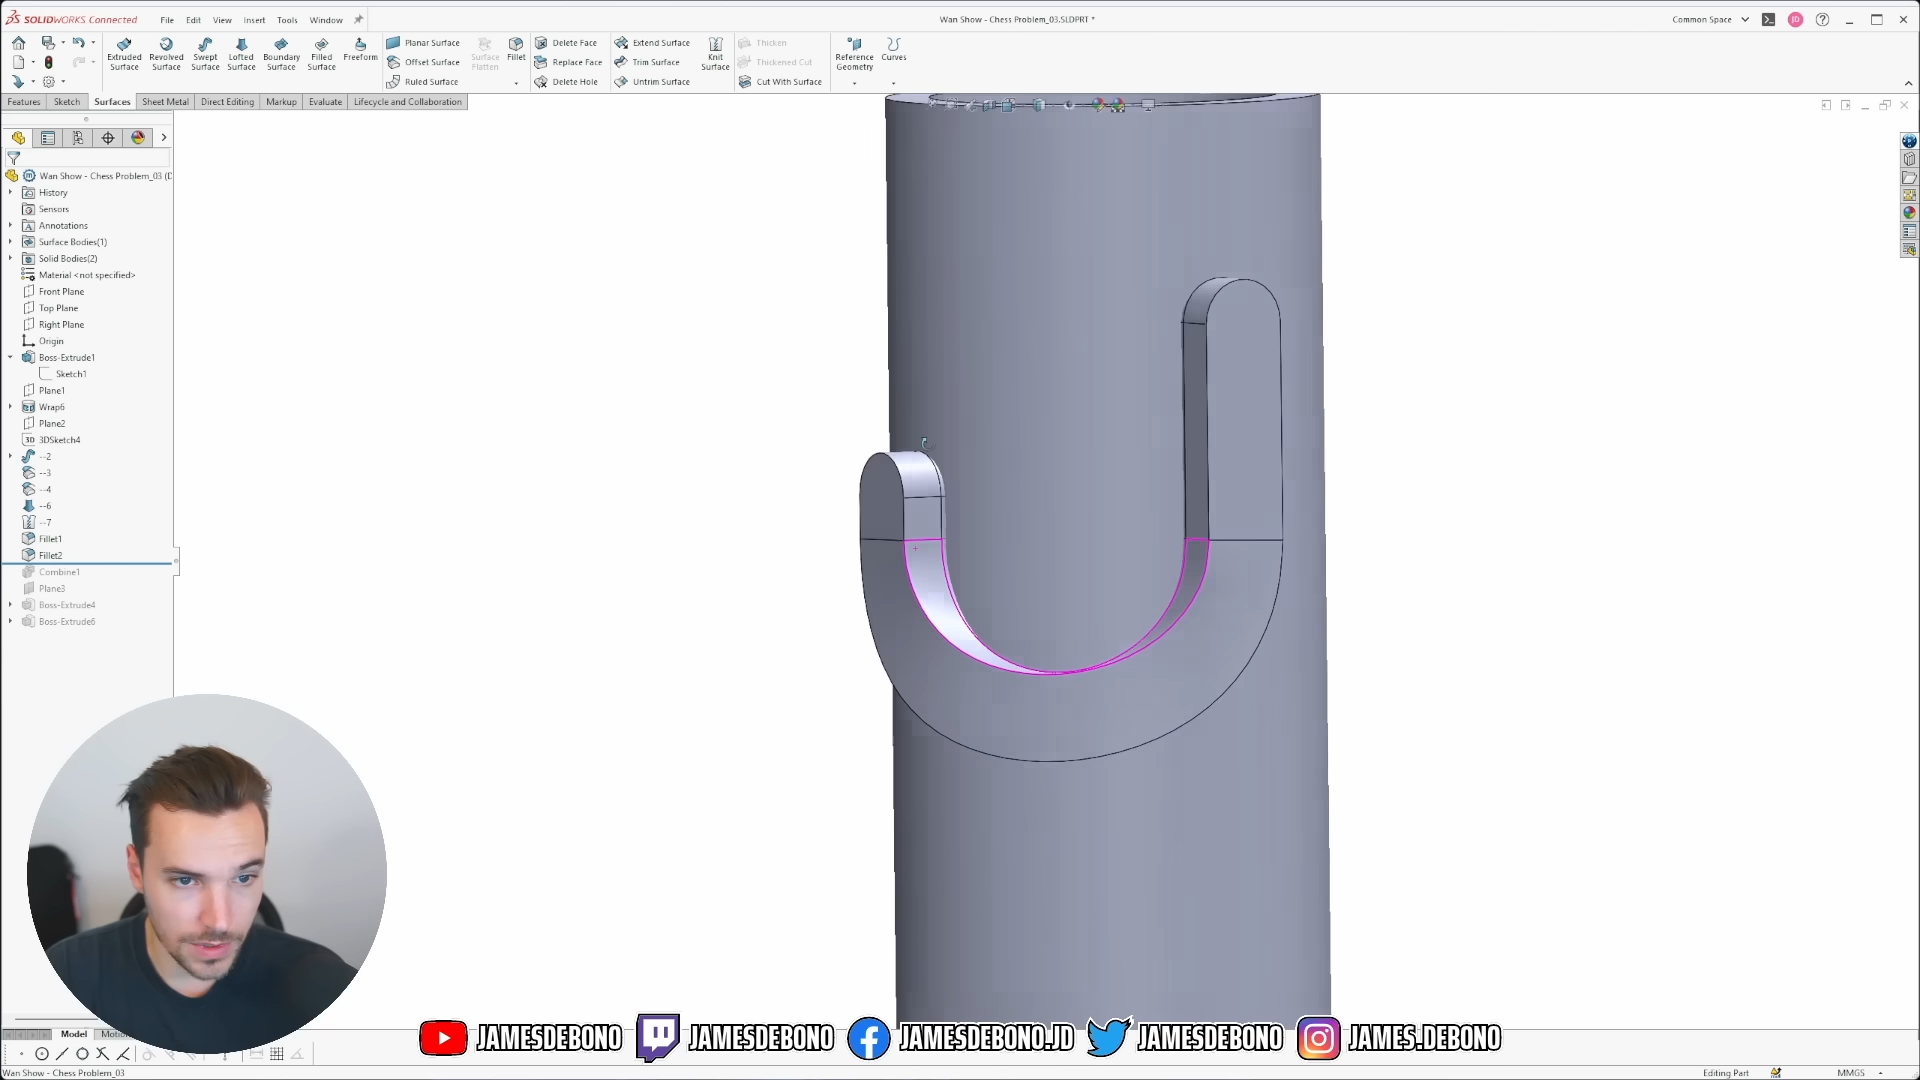 SOLIDWORKS Connected
File Edit View Insert Tools Window
Wan Show - Chess Problem_03.SLDPRT *
Common Space
JD
Extruded Surface
Revolved Surface
Swept Surface
Lofted Surface
Boundary Surface
Filled Surface
Freeform
Planar Surface
Offset Surface
Ruled Surface
Surface Flatten
Fillet
Delete Face
Replace Face
Delete Hole
Extend Surface
Trim Surface
Untrim Surface
Knit Surface
Thicken
Thickened Cut
Cut With Surface
Reference Geometry
Curves
Features Sketch Surfaces Sheet Metal Direct Editing Markup Evaluate Lifecycle and Collaboration
Wan Show - Chess Problem_03 (D
History
Sensors
Annotations
Surface Bodies(1)
Solid Bodies(2)
Material <not specified>
Front Plane
Top Plane
Right Plane
Origin
Boss-Extrude1
Sketch1
Plane1
Wrap6
Plane2
3D 3DSketch4
--2
--3
--4
--6
--7
Fillet1
Fillet2
Combine1
Plane3
Boss-Extrude4
Boss-Extrude6
Model
JAMESDEBONO JAMESDEBONO JAMESDEBONO.JD JAMESDEBONO JAMES.DEBONO
Wan Show - Chess Problem_03
Editing Part
MMGS